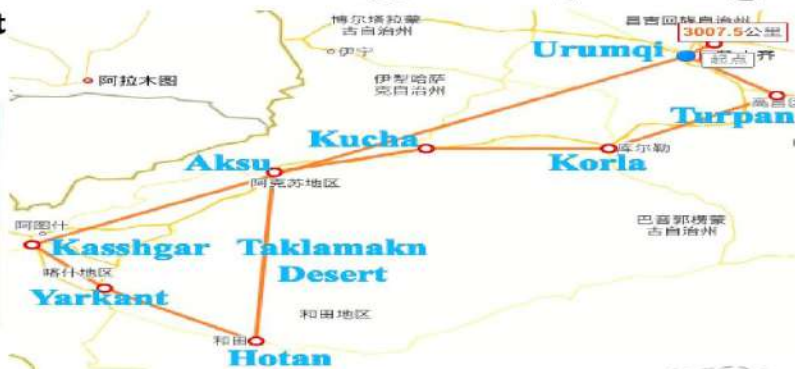 t
博尔塔拉蒙
古自治州
昌吉回族自治州
3007.5公里
Urumqi
起点
伊宁
阿拉木图
伊犁哈萨
克自治州
Turpan
Kucha
Aksu
Korla
库尔勒
阿克苏地区
巴音郭楞蒙
古自治州
阿图什
Kasshgar
Taklamakn
Desert
喀什地区
Yarkant
和田地区
和田
Hotan